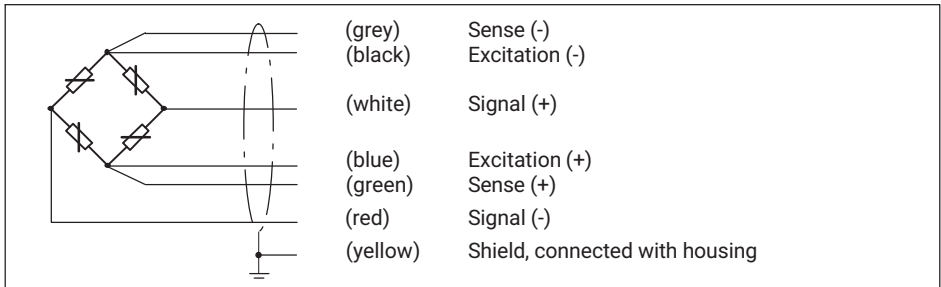 (grey) Sense (-)
(black) Excitation (-)
(white) Signal (+)
(blue) Excitation (+)
(green) Sense (+)
(red) Signal (-)
(yellow) Shield, connected with housing